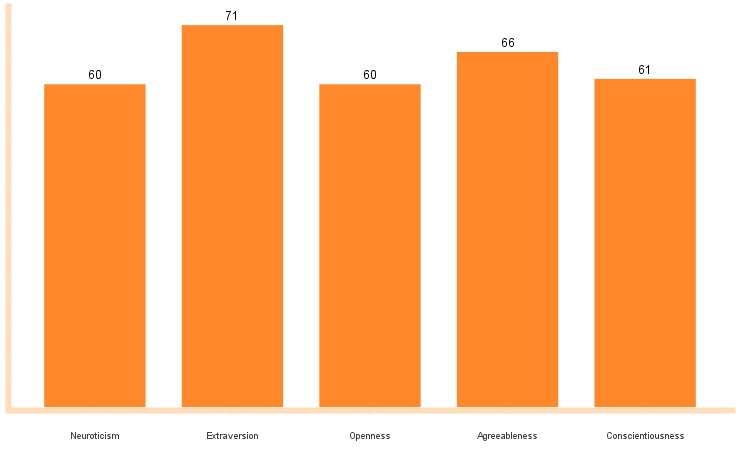 71
66
61
60
60
Neuroticism
Extraversion
Openness
Agreeableness
Conscientiousness